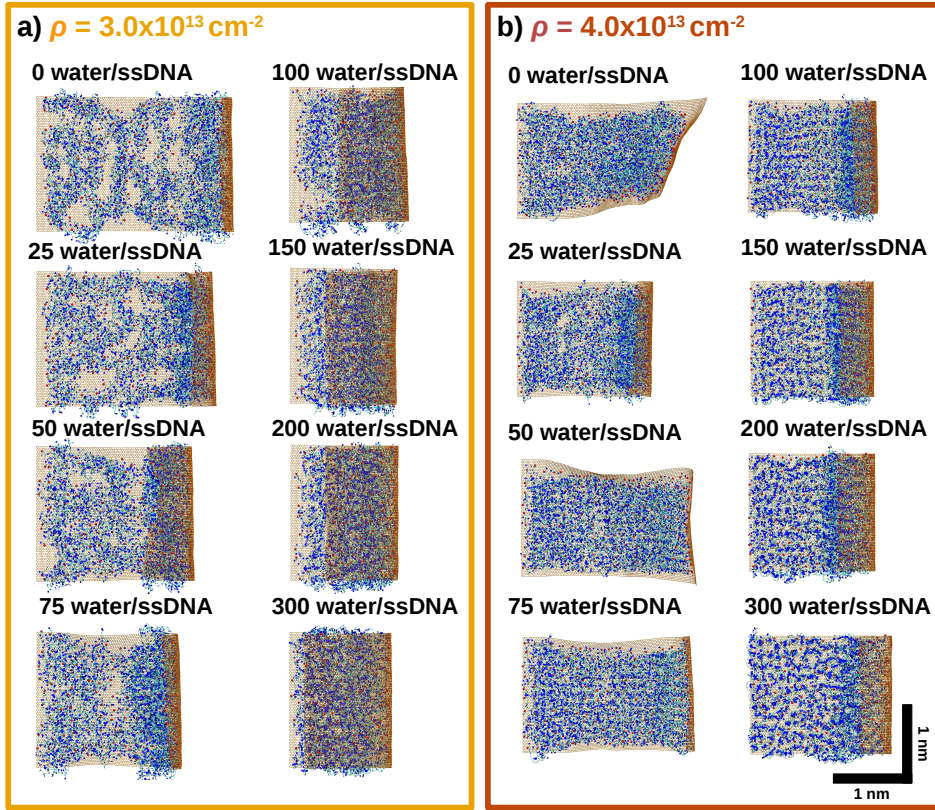 a) ρ = 3.0x10¹³ cm⁻²
0 water/ssDNA
100 water/ssDNA
25 water/ssDNA
150 water/ssDNA
50 water/ssDNA
200 water/ssDNA
75 water/ssDNA
300 water/ssDNA
b) ρ = 4.0x10¹³ cm⁻²
0 water/ssDNA
100 water/ssDNA
25 water/ssDNA
150 water/ssDNA
50 water/ssDNA
200 water/ssDNA
75 water/ssDNA
300 water/ssDNA
1 nm
1 nm